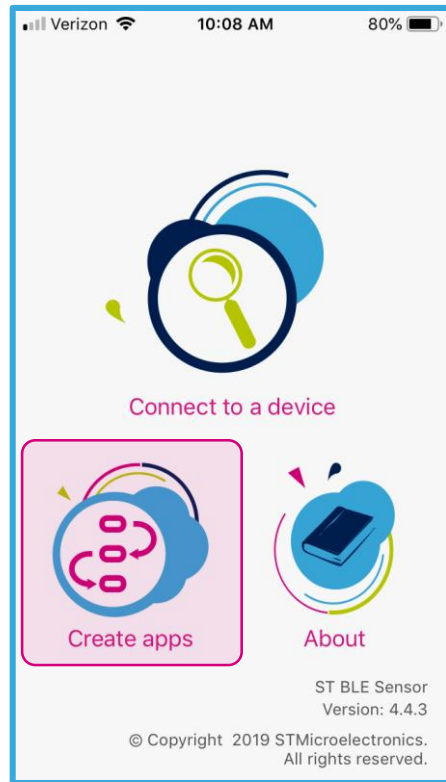 Verizon 10:08 AM 80%
Connect to a device
Create apps
About
ST BLE Sensor
Version: 4.4.3
© Copyright 2019 STMicroelectronics.
All rights reserved.